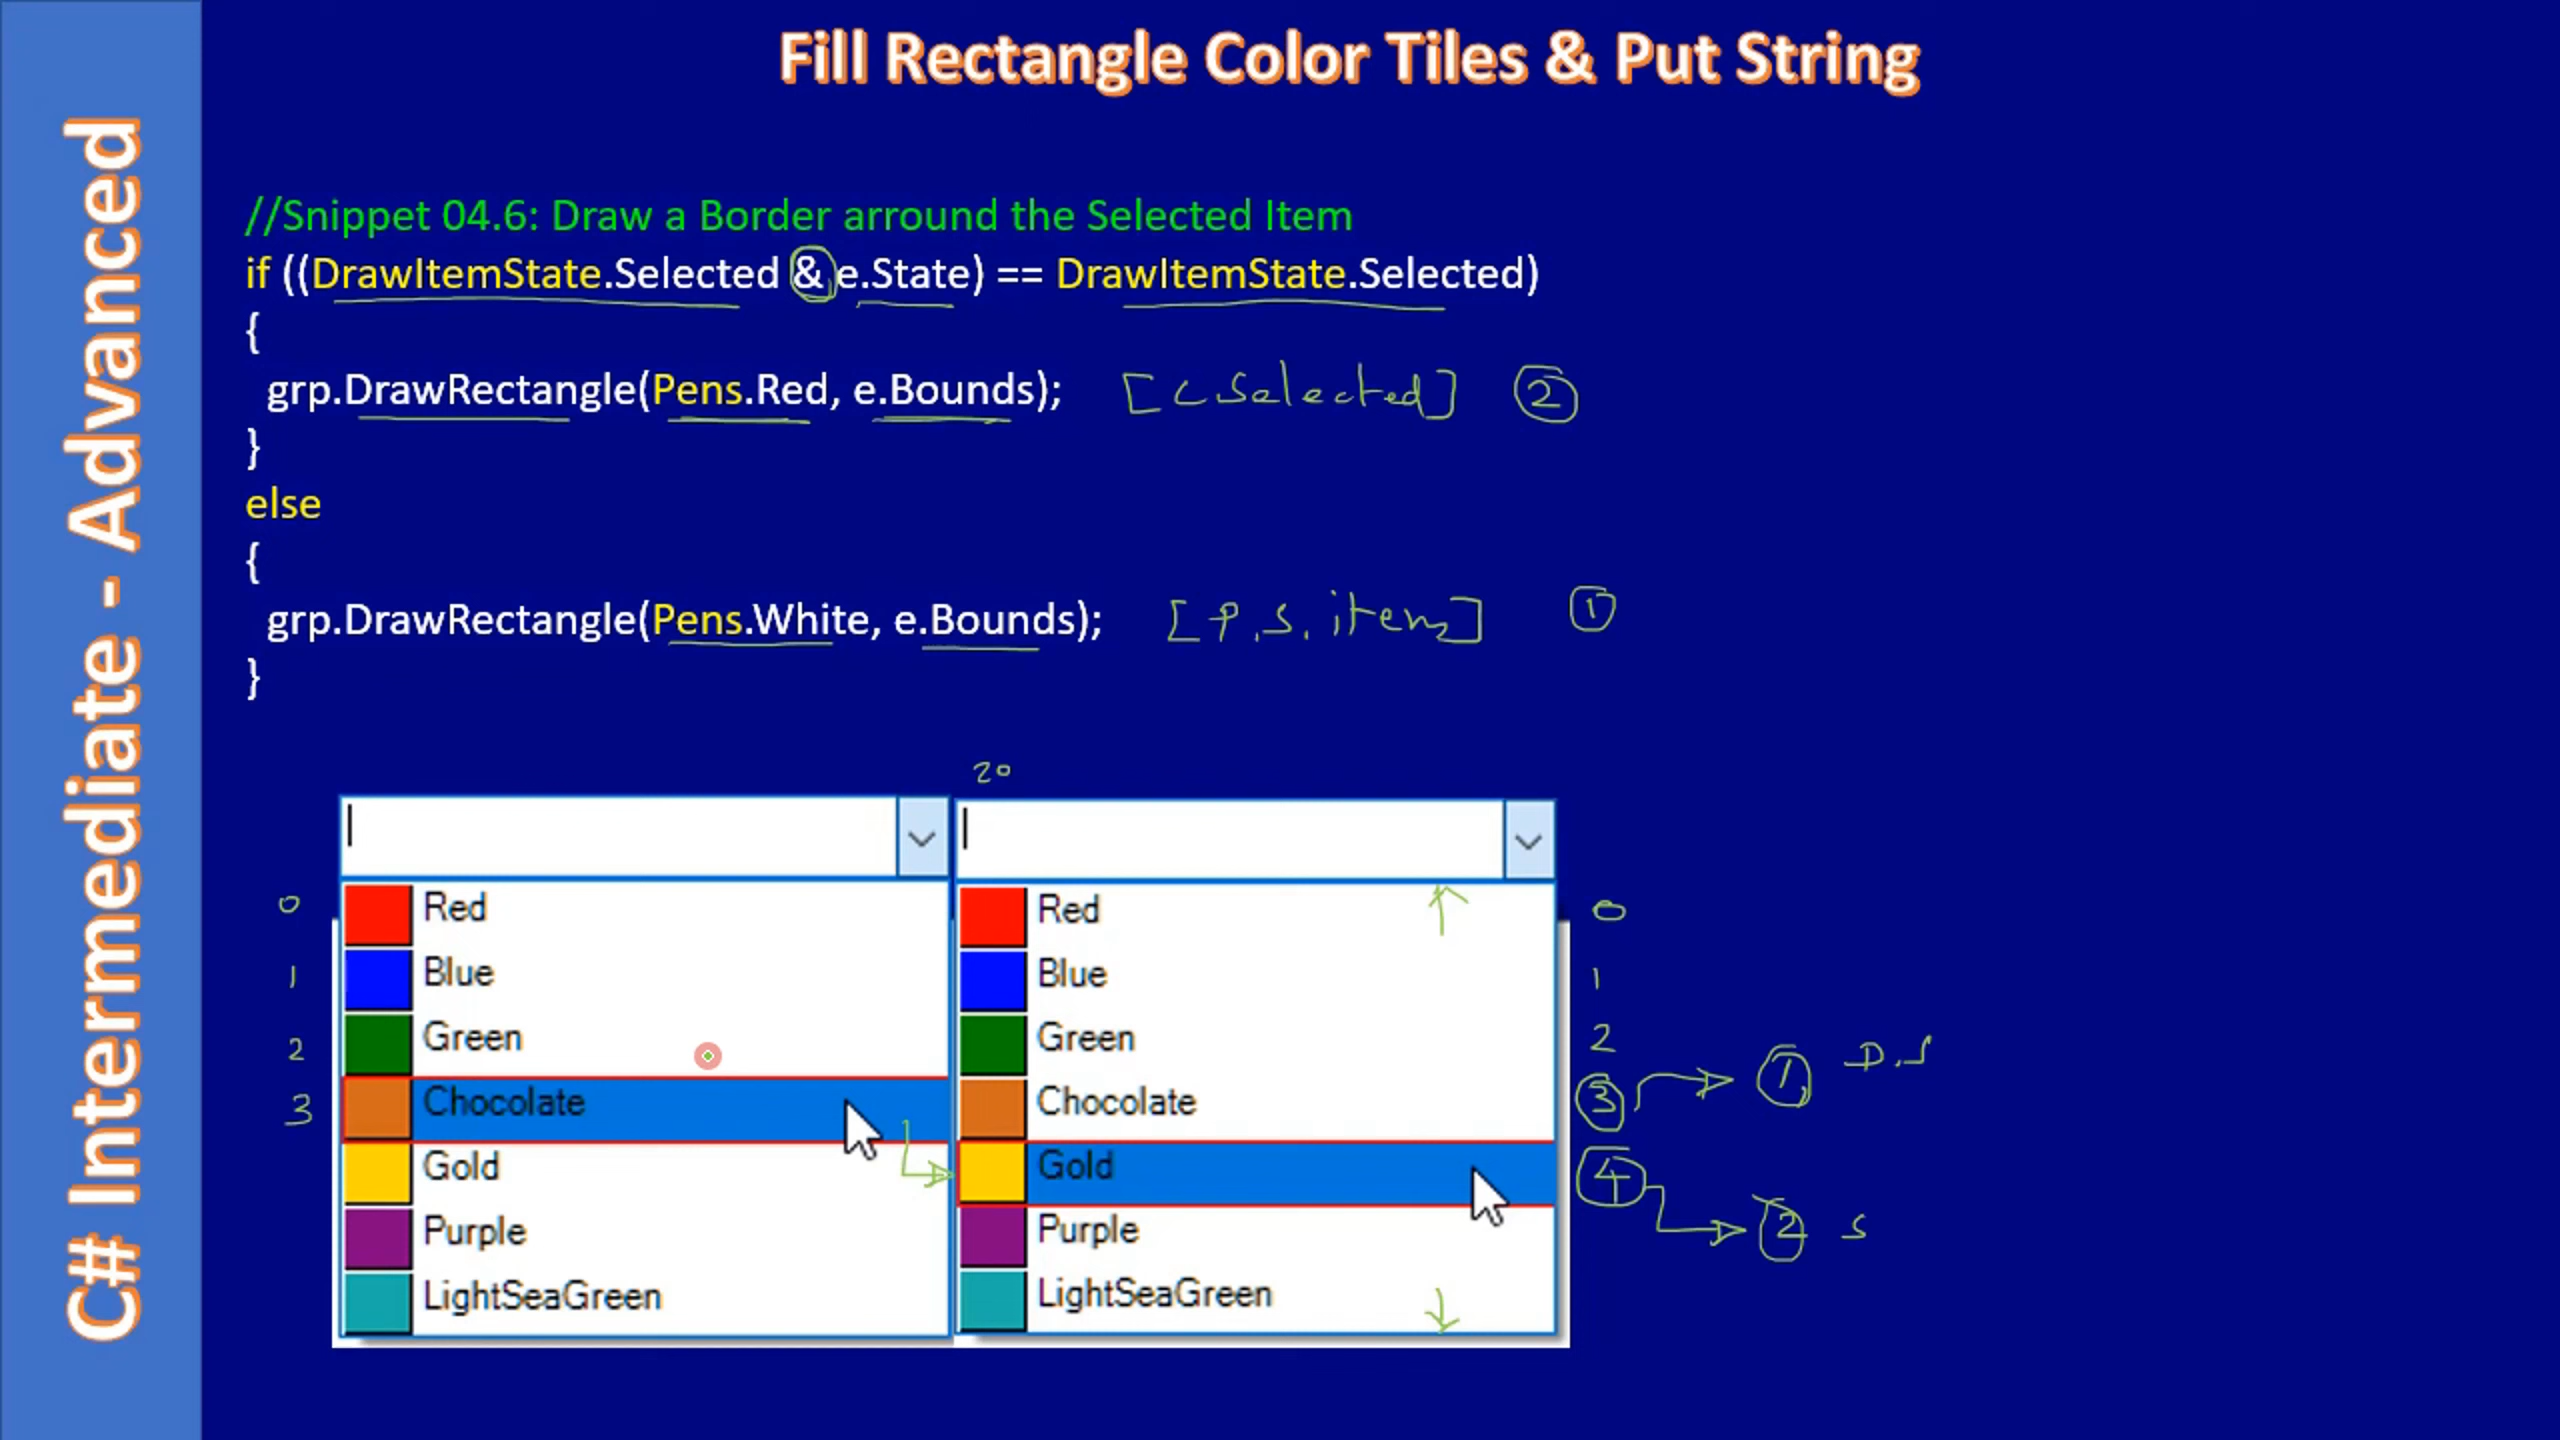 C# Intermediate - Advanced
Fill Rectangle Color Tiles & Put String
//Snippet 04.6: Draw a Border arround the Selected Item
if ((DrawItemState.Selected & e.State) == DrawItemState.Selected)
{
grp.DrawRectangle(Pens.Red, e.Bounds); [C Selected] 2
}
else
{
grp.DrawRectangle(Pens.White, e.Bounds); [P.S. item] 1
}
20
0 Red Red 0
1 Blue Blue 1
2 Green Green 2
3 Chocolate Chocolate 3 1 D.S
Gold Gold 4 2 S
Purple Purple
LightSeaGreen LightSeaGreen